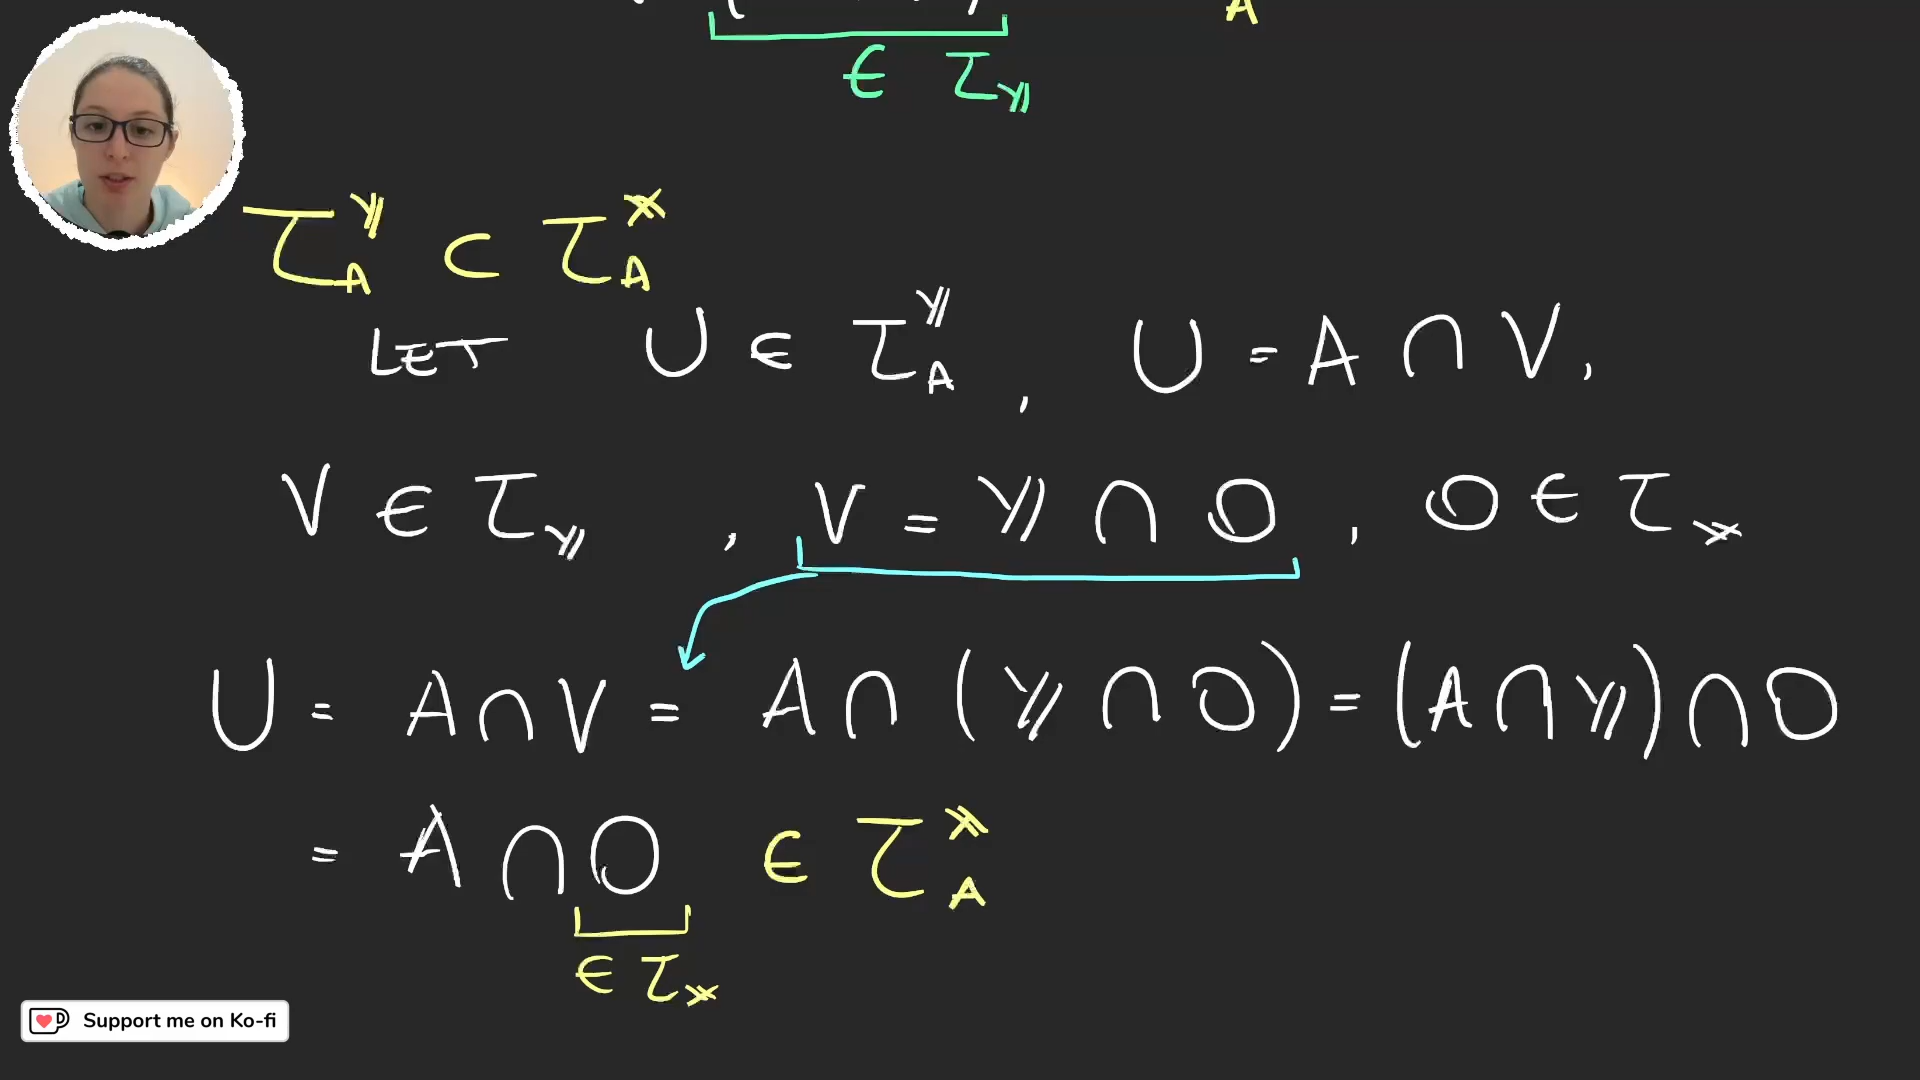 A
∈ τ_𝕐
τ_A^𝕐 ⊂ τ_A^𝕏
LET U ∈ τ_A^𝕐 , U = A ∩ V,
V ∈ τ_𝕐 , V = 𝕐 ∩ O , O ∈ τ_𝕏
U = A ∩ V = A ∩ (𝕐 ∩ O) = (A ∩ 𝕐) ∩ O
= A ∩ O ∈ τ_A^𝕏
∈ τ_𝕏
Support me on Ko-fi